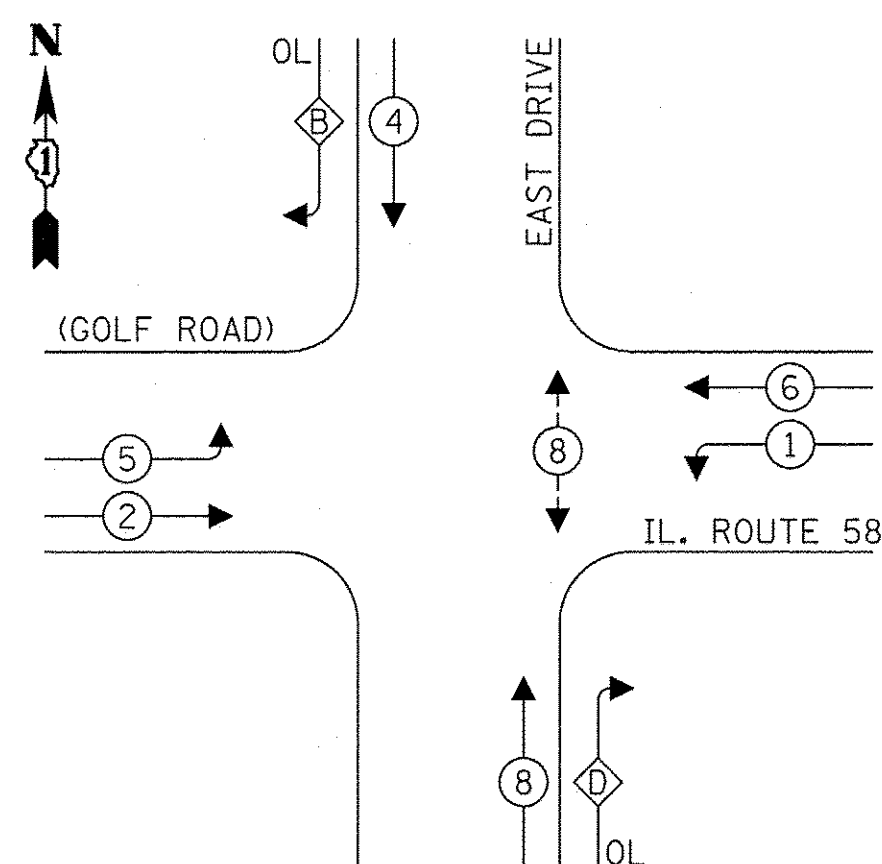 N
1
OL
B
4
EAST DRIVE
(GOLF ROAD)
6
5
8
1
2
IL. ROUTE 58
8
D
OL